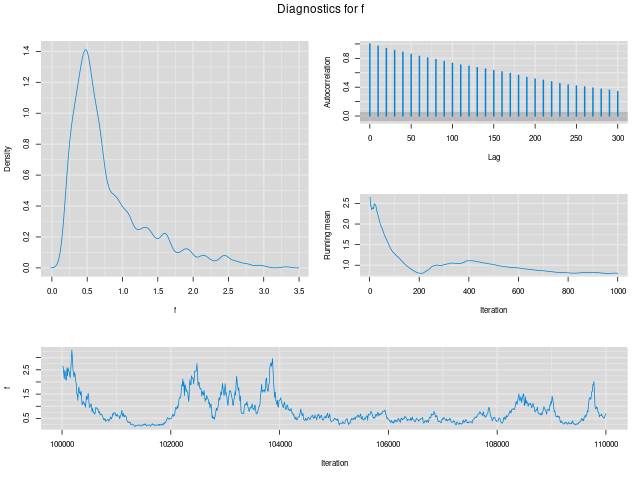 Diagnostics for f
Density
0.0 0.2 0.4 0.6 0.8 1.0 1.2 1.4
0.0 0.5 1.0 1.5 2.0 2.5 3.0 3.5
f
Autocorrelation
0.0 0.4 0.8
0 50 100 150 200 250 300
Lag
Running mean
1.0 1.5 2.0 2.5
0 200 400 600 800 1000
Iteration
f
0.5 1.5 2.5
100000 102000 104000 106000 108000 110000
Iteration